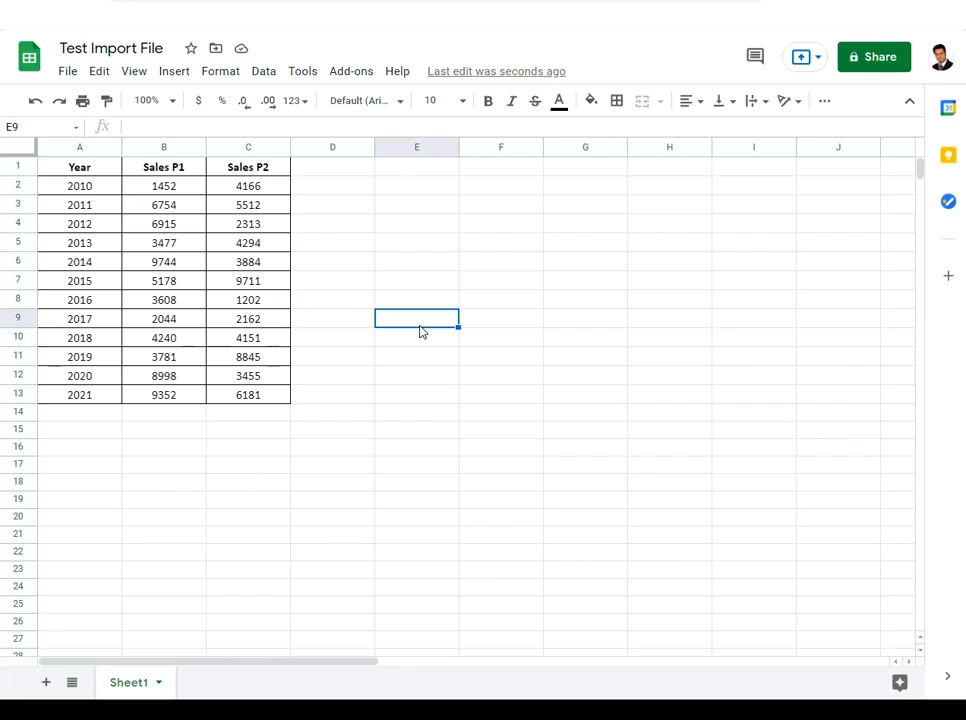 Test Import File
File Edit View Insert Format Data Tools Add-ons Help Last edit was seconds ago
Share
100% $ % .0 .00 123 Default (Ari... 10 B I S A
31
E9 fx
A B C D E F G H I J
1 Year Sales P1 Sales P2
2 2010 1452 4166
3 2011 6754 5512
4 2012 6915 2313
5 2013 3477 4294
6 2014 9744 3884
7 2015 5178 9711
8 2016 3608 1202
9 2017 2044 2162
10 2018 4240 4151
11 2019 3781 8845
12 2020 8998 3455
13 2021 9352 6181
14
15
16
17
18
19
20
21
22
23
24
25
26
27
28
Sheet1